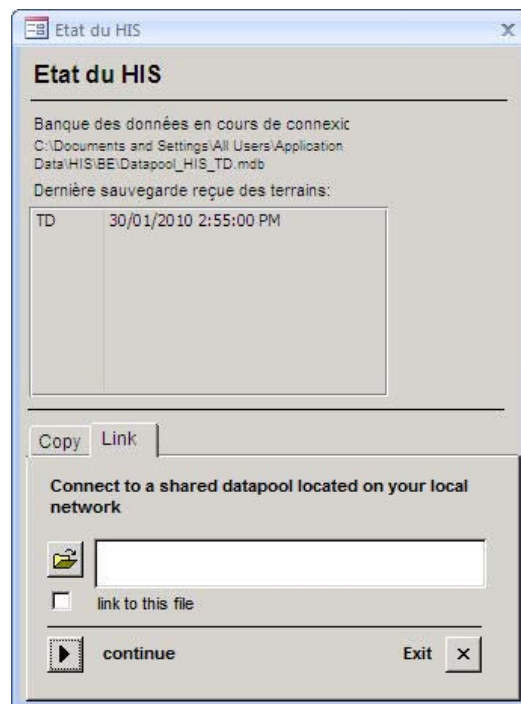 Etat du HIS
Etat du HIS
Banque des données en cours de connexic
C:\Documents and Settings\All Users\Application
Data\HIS\BE\Datapool_HIS_TD.mdb
Dernière sauvegarde reçue des terrains:
TD 30/01/2010 2:55:00 PM
Copy Link
Connect to a shared datapool located on your local
network
link to this file
continue Exit